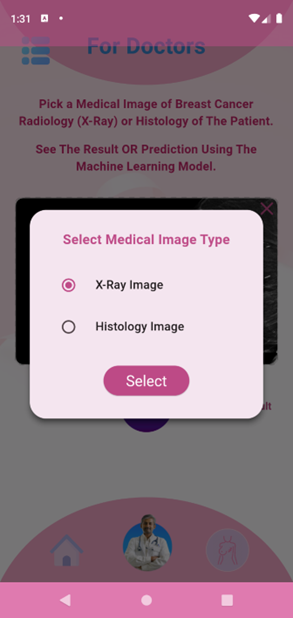 1:31
For Doctors
Pick a Medical Image of Breast Cancer
Radiology (X-Ray) or Histology of The Patient.
See The Result OR Prediction Using The
Machine Learning Model.
Select Medical Image Type
X-Ray Image
Histology Image
Select